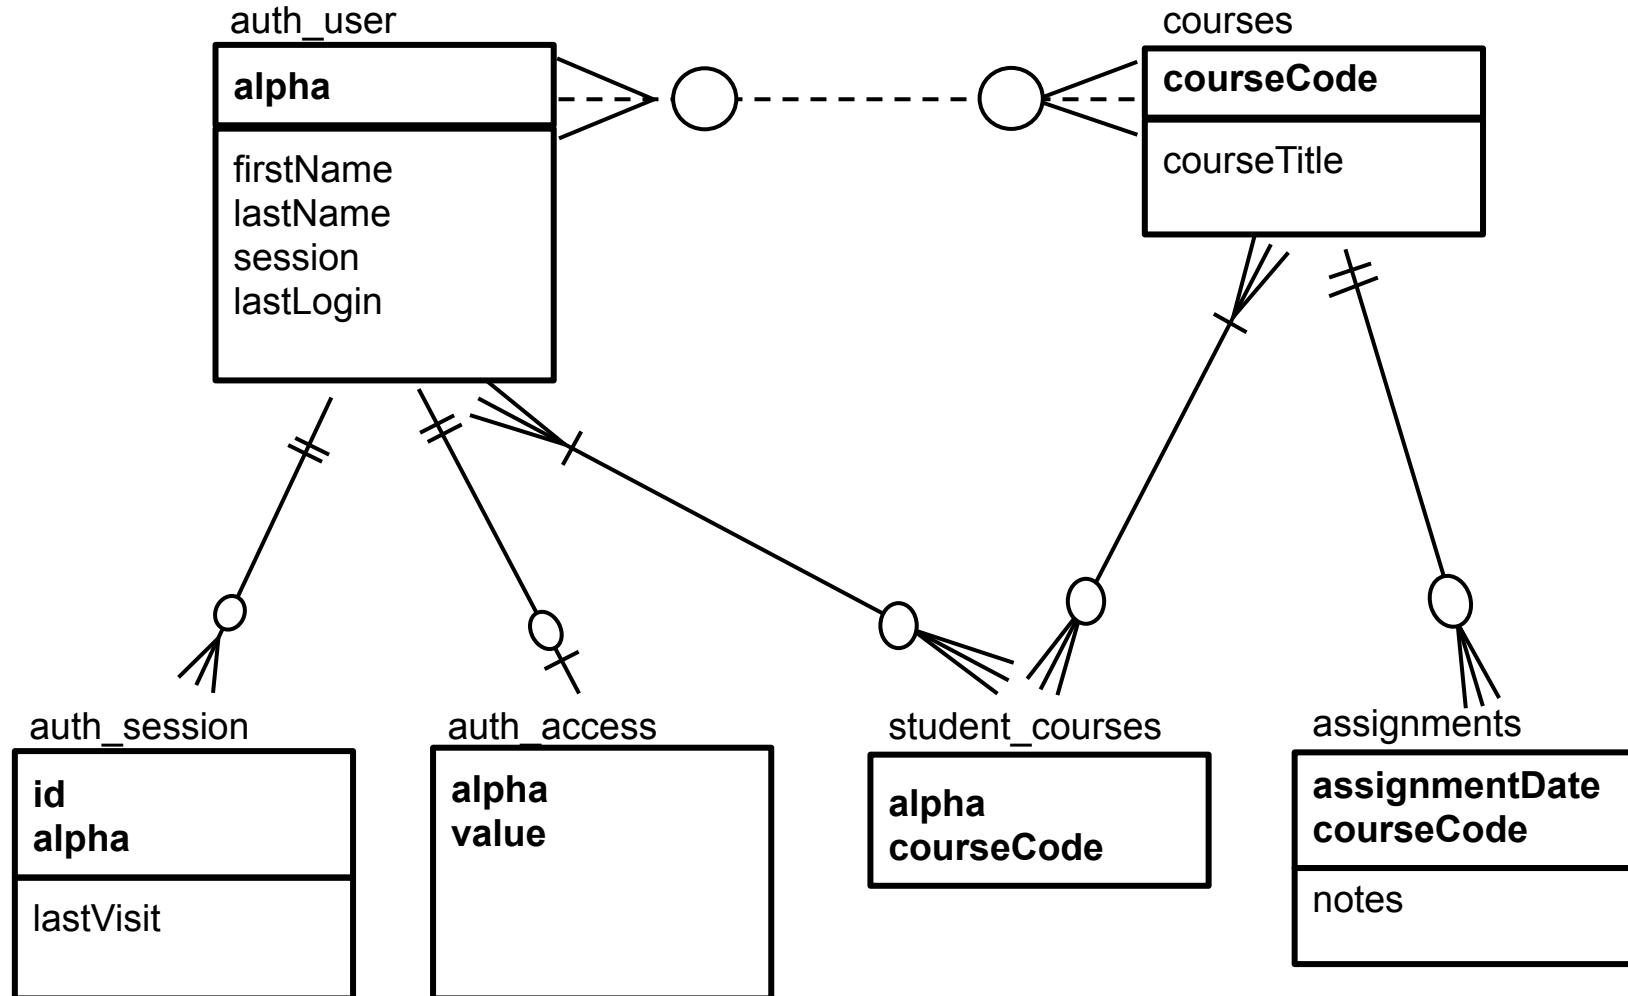 auth_user
alpha
firstName
lastName
session
lastLogin
courses
courseCode
courseTitle
auth_session
id
alpha
lastVisit
auth_access
alpha
value
student_courses
alpha
courseCode
assignments
assignmentDate
courseCode
notes